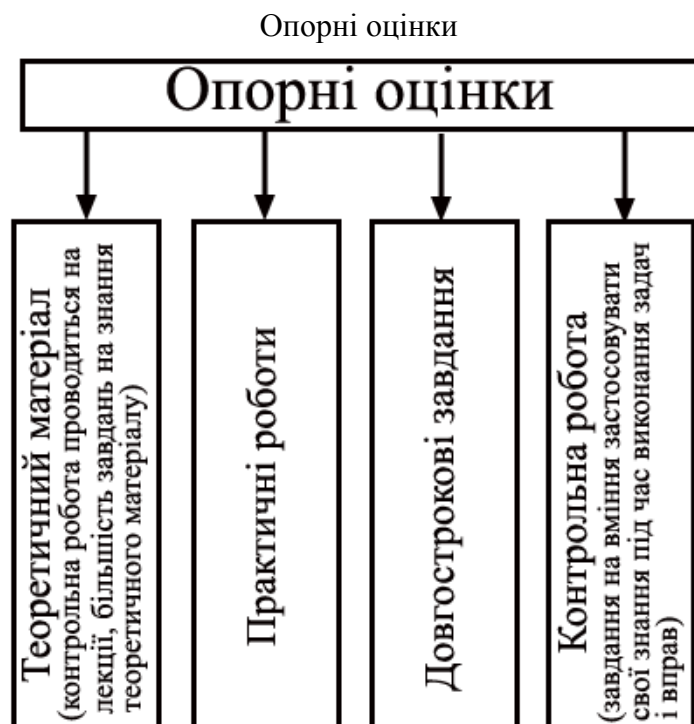 Опорні оцінки
Опорні оцінки
Теоретичний матеріал
(контрольна робота проводиться на
лекції, більшість завдань на знання
теоретичного матеріалу)
Практичні роботи
Довгострокові завдання
Контрольна робота
(завдання на вміння застосовувати
свої знання під час виконання задач
і вправ)